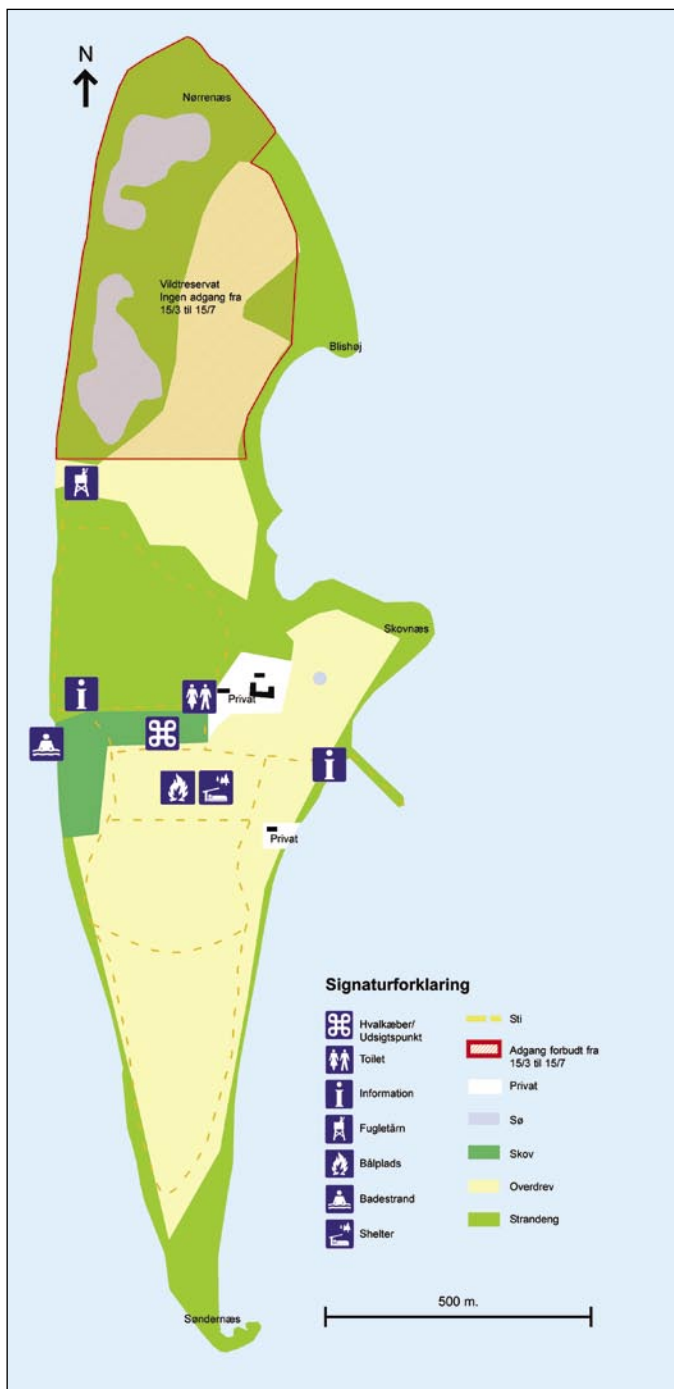 N
Nørrenæs
Vildtreservat
Ingen adgang fra
15/3 til 15/7
Blishøj
Skovnæs
Privat
Privat
Signaturforklaring
Hvalkæber/
Udsigtspunkt
Toilet
Information
Fugletårn
Bålplads
Badestrand
Shelter
Sti
Adgang forbudt fra
15/3 til 15/7
Privat
Sø
Skov
Overdrev
Strandeng
500 m.
Søndernæs